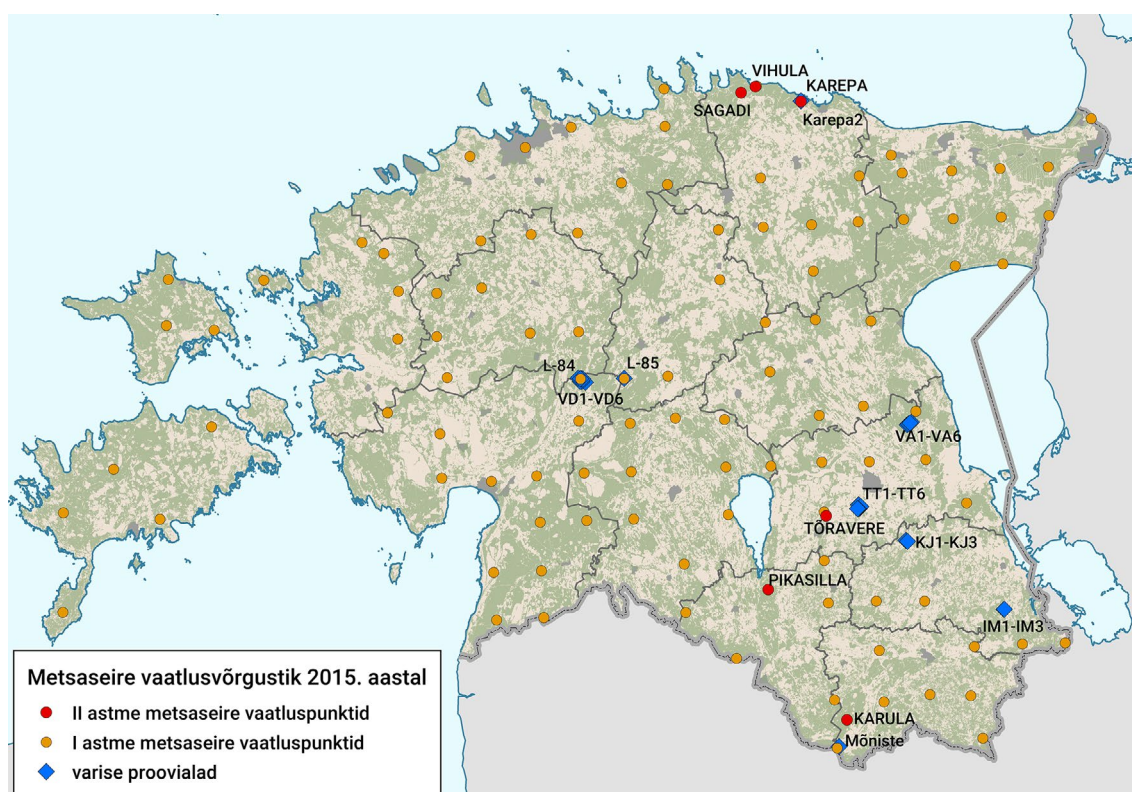 VIHULA
KAREPA
SAGADI
Karepa2
L-84
L-85
VD1-VD6
VA1-VA6
TT1-TT6
TÕRAVERE
KJ1-KJ3
PIKASILLA
IM1-IM3
KARULA
Mõniste
Metsaseire vaatlusvõrgustik 2015. aastal
II astme metsaseire vaatluspunktid
I astme metsaseire vaatluspunktid
varise proovialad